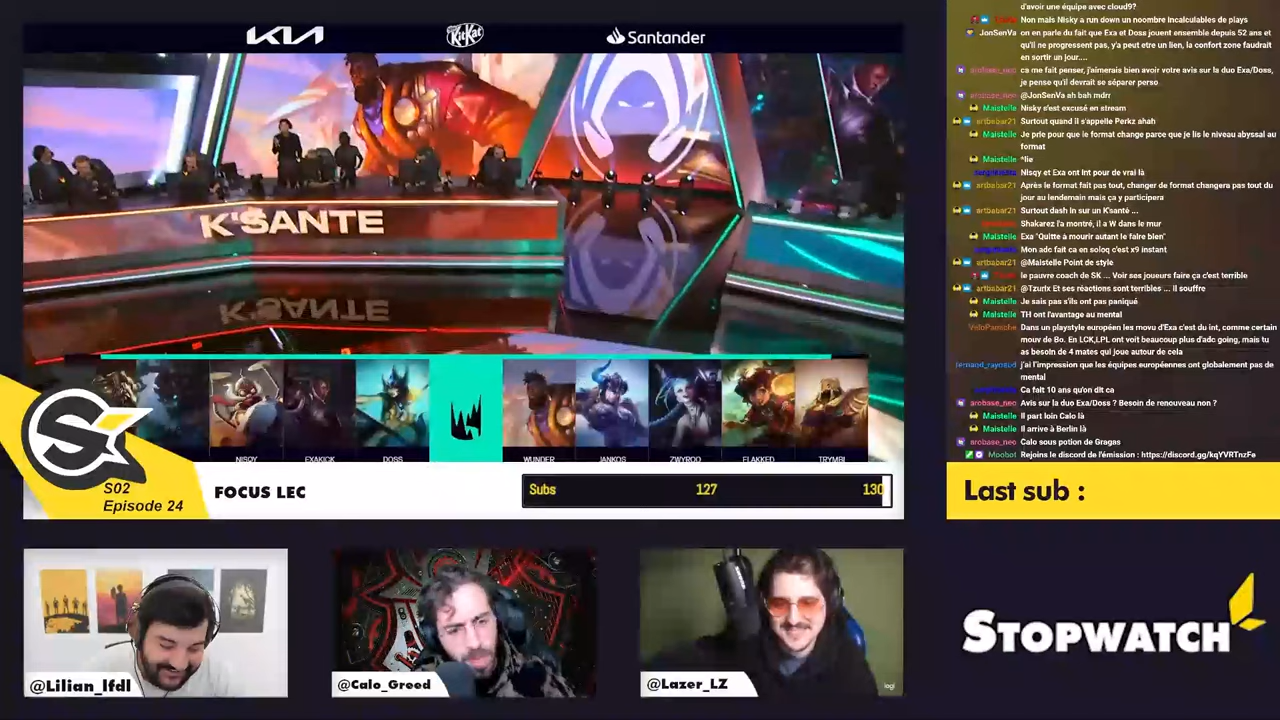 KIA
KitKat
Santander
K'SANTE
NISQY
EXAKICK
DOSS
WUNDER
JANKOS
ZWYROO
FLAKKED
TRYMBI
S02
Episode 24
FOCUS LEC
Subs
127
130
d'avoir une équipe avec cloud9?
Non mais Nisky a run down un noombre incalculables de plays
JonSenVa on en parle du fait que Exa et Doss jouent ensemble depuis 52 ans et
qu'il ne progressent pas, y'a peut etre un lien, la confort zone faudrait
en sortir un jour....
arobase_neo ca me fait penser, j'aimerais bien avoir votre avis sur la duo Exa/Doss,
je pense qu'il devrait se séparer perso
arobase_neo @JonSenVa ah bah mdrr
Maistelle Nisky s'est excusé en stream
artbabar21 Surtout quand il s'appelle Perkz ahah
Maistelle Je prie pour que le format change parce que je lis le niveau abyssal au
format
Maistelle *lie
Nisqy et Exa ont int pour de vrai là
artbabar21 Après le format fait pas tout, changer de format changera pas tout du
jour au lendemain mais ça y participera
artbabar21 Surtout dash in sur un K'santé ...
Shakarez l'a montré, il a W dans le mur
Maistelle Exa "Quitte à mourir autant le faire bien"
Mon adc fait ca en soloq c'est x9 instant
artbabar21 @Maistelle Point de style
le pauvre coach de SK ... Voir ses joueurs faire ça c'est terrible
artbabar21 @Tzurix Et ses réactions sont terribles ... il souffre
Maistelle Je sais pas s'ils ont pas paniqué
Maistelle TH ont l'avantage au mental
VeloPamiche Dans un playstyle européen les movu d'Exa c'est du int, comme certain
mouv de Bo. En LCK,LPL ont voit beaucoup plus d'adc going, mais tu
as besoin de 4 mates qui joue autour de cela
j'ai l'impression que les équipes européennes ont globalement pas de
mental
Ca fait 10 ans qu'on dit ca
arobase_neo Avis sur la duo Exa/Doss ? Besoin de renouveau non ?
Maistelle Il part loin Calo là
Maistelle Il arrive à Berlin là
arobase_neo Calo sous potion de Gragas
Moobot Rejoins le discord de l'émission : https://discord.gg/kqYVRTnzFe
Last sub :
@Lilian_lfdl
@Calo_Greed
@Lazer_LZ
logi
STOPWATCH